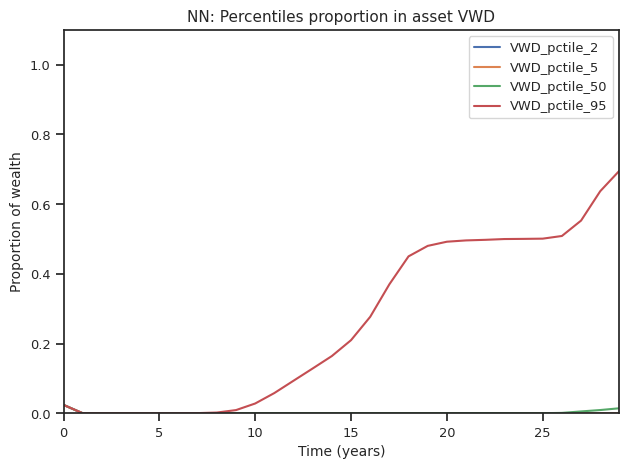 NN: Percentiles proportion in asset VWD
VWD_pctile_2
VWD_pctile_5
VWD_pctile_50
VWD_pctile_95
Proportion of wealth
1.0
0.8
0.6
0.4
0.2
0.0
0 5 10 15 20 25
Time (years)